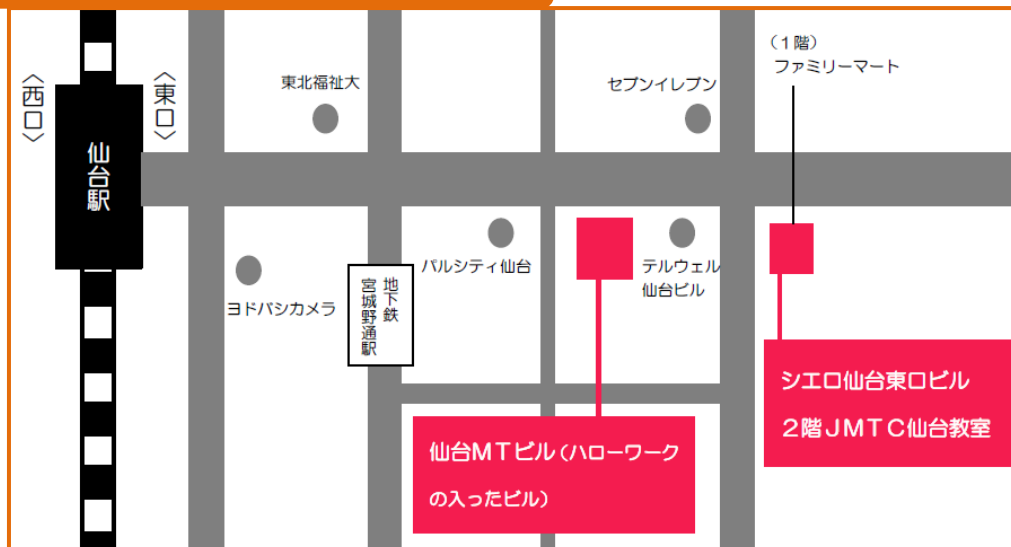 〈西口〉
仙台駅
〈東口〉
東北福祉大
セブンイレブン
(1階)
ファミリーマート
ヨドバシカメラ
地下鉄
宮城野通駅
パルシティ仙台
テルウェル
仙台ビル
仙台MTビル(ハローワーク
の入ったビル)
シエロ仙台東口ビル
2階JMTC仙台教室